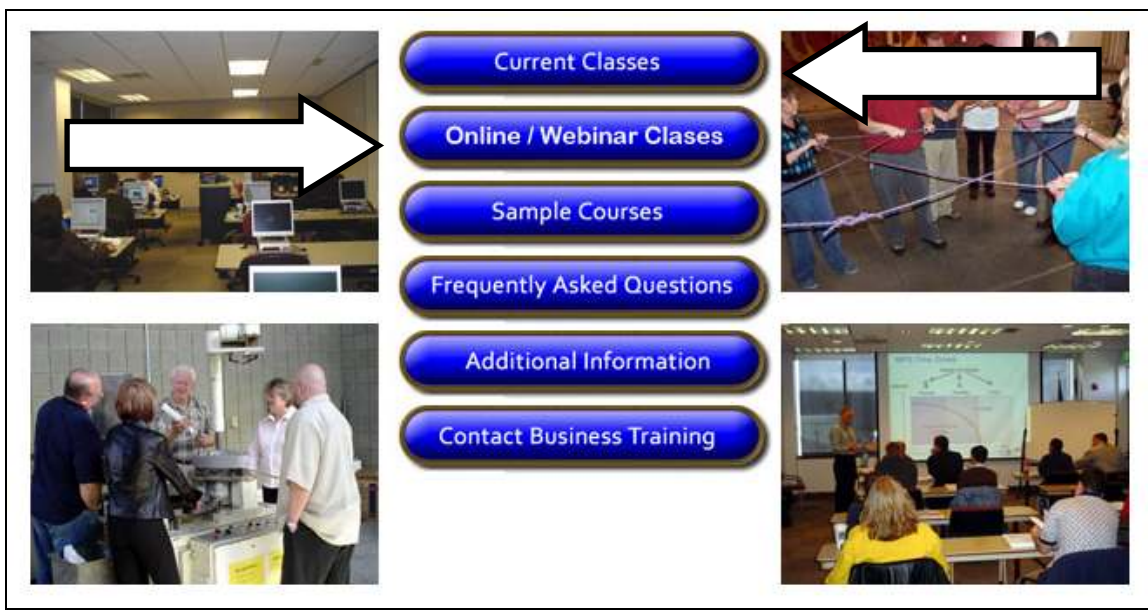 Current Classes
Online / Webinar Clases
Sample Courses
Frequently Asked Questions
Additional Information
Contact Business Training